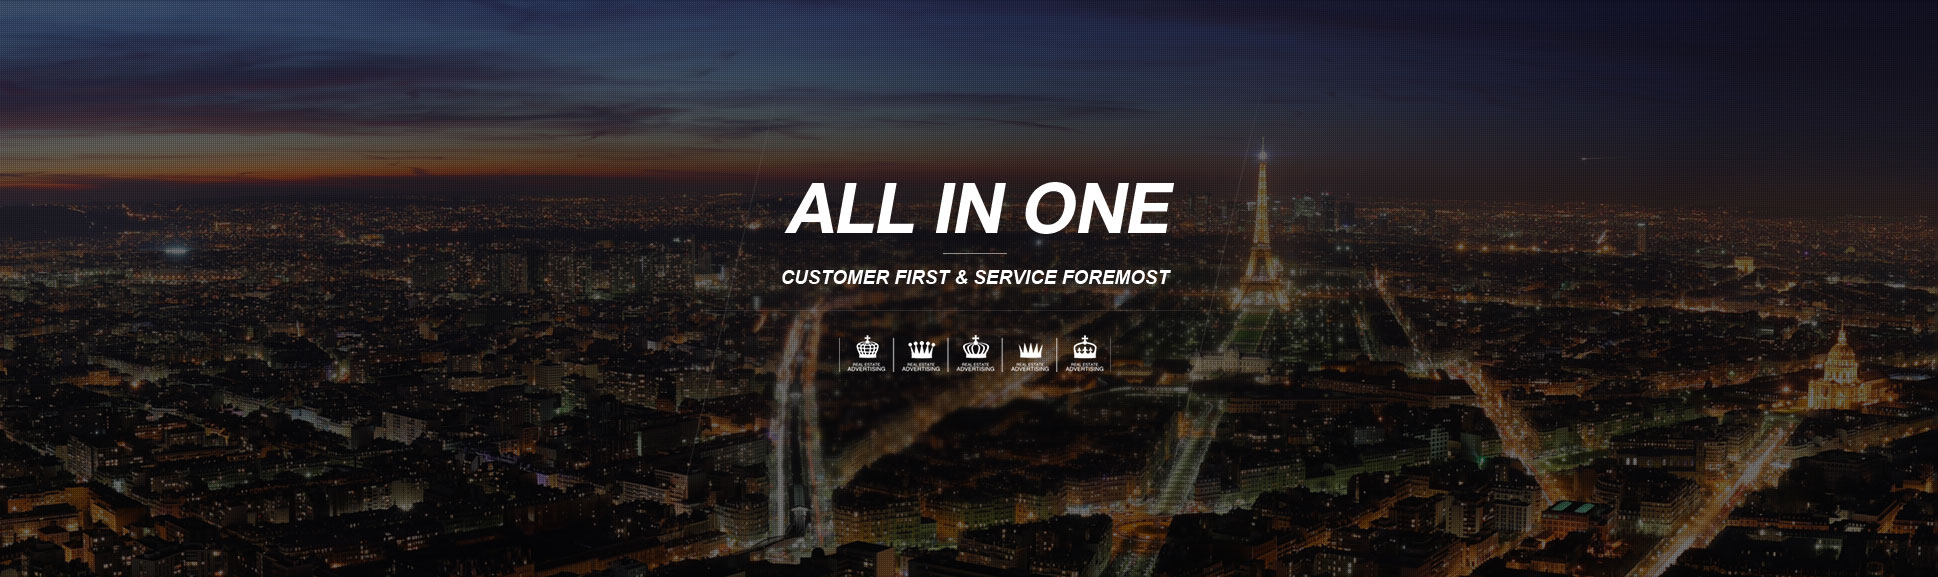 ALL IN ONE
CUSTOMER FIRST & SERVICE FOREMOST
REAL ESTATE
ADVERTISING
REAL ESTATE
ADVERTISING
REAL ESTATE
ADVERTISING
REAL ESTATE
ADVERTISING
REAL ESTATE
ADVERTISING